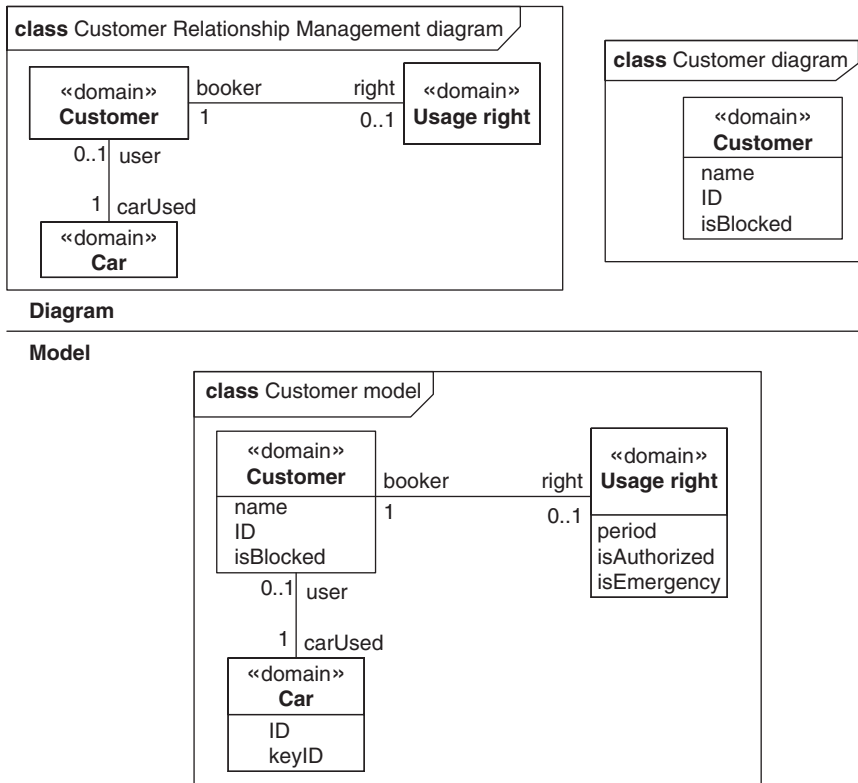 class Customer Relationship Management diagram
«domain»
Customer
booker
1
right
0..1
«domain»
Usage right
0..1
user
1
carUsed
«domain»
Car
class Customer diagram
«domain»
Customer
name
ID
isBlocked
Diagram
Model
class Customer model
«domain»
Customer
name
ID
isBlocked
booker
1
right
0..1
«domain»
Usage right
period
isAuthorized
isEmergency
0..1
user
1
carUsed
«domain»
Car
ID
keyID